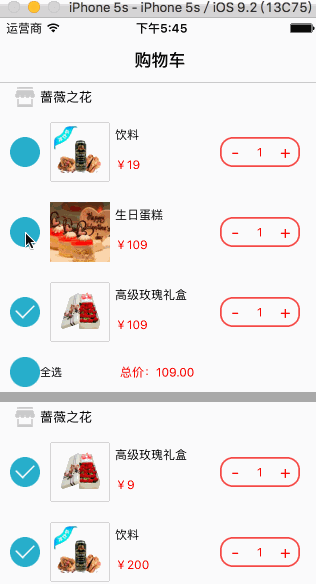 iPhone 5s - iPhone 5s / iOS 9.2 (13C75)
运营商 下午5:45
购物车
蔷薇之花
饮料
¥19
- 1 +
生日蛋糕
¥109
- 1 +
高级玫瑰礼盒
¥109
- 1 +
全选 总价: 109.00
蔷薇之花
高级玫瑰礼盒
¥9
- 1 +
饮料
¥200
- 1 +